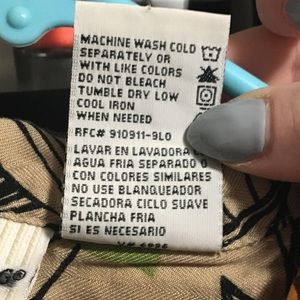 MACHINE WASH COLD
SEPARATELY OR
WITH LIKE COLORS
DO NOT BLEACH
TUMBLE DRY LOW
COOL IRON
WHEN NEEDED
RFC# 910911-9L0
LAVAR EN LAVADORA
AGUA FRIA SEPARADO O
CON COLORES SIMILARES
NO USE BLANQUEADOR
SECADORA CICLO SUAVE
PLANCHA FRIA
SI ES NECESARIO